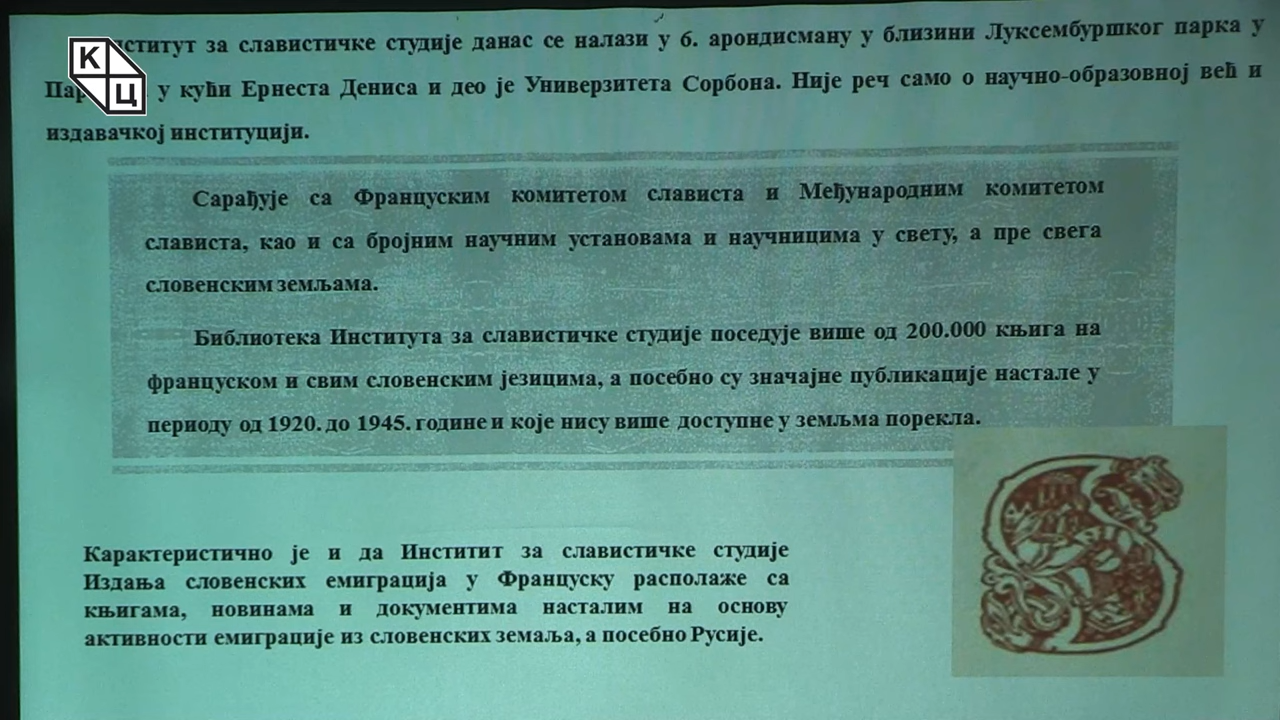 ститут за славистичке студије данас се налази у 6. арондисману у близини Луксембуршког парка у
Пар у кући Ернеста Дениса и део је Универзитета Сорбона. Није реч само о научно-образовној већ и
издавачкој институцији.
К
Ц
Сарађује са Француским комитетом слависта и Међународним комитетом
слависта, као и са бројним научним установама и научницима у свету, а пре свега
словенским земљама.
Библиотека Института за славистичке студије поседује више од 200.000 књига на
француском и свим словенским језицима, а посебно су значајне публикације настале у
периоду од 1920. до 1945. године и које нису више доступне у земљма порекла.
Карактеристично је и да Институт за славистичке студије
Издања словенских емиграција у Француску располаже са
књигама, новинама и документима насталим на основу
активности емиграције из словенских земаља, а посебно Русије.